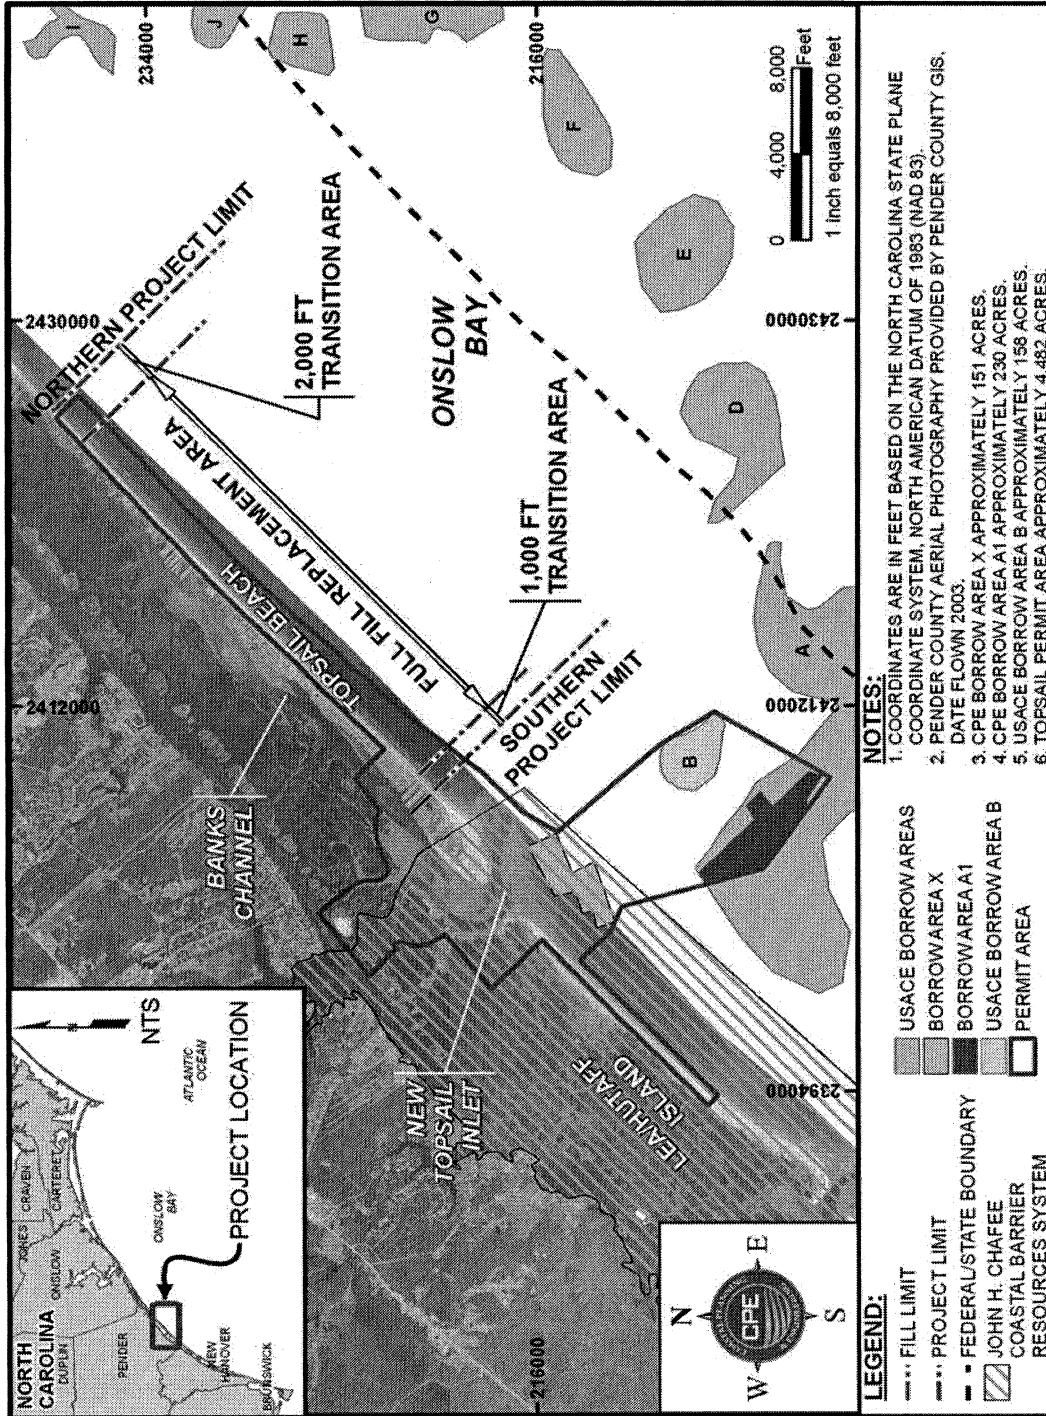 NORTH
CAROLINA
JONES
CRAVEN
DUPLIN
ONSLOW
CARTERET
PENDER
NEW
HANOVER
BRUNSWICK
ONSLOW
BAY
ATLANTIC
OCEAN
N
NTS
PROJECT LOCATION
2430000
234000
216000
I
J
H
G
F
E
D
A
B
NORTHERN PROJECT LIMIT
2,000 FT
TRANSITION AREA
FULL FILL REPLACEMENT AREA
TOPSAIL BEACH
BANKS
CHANNEL
ONSLOW
BAY
1,000 FT
TRANSITION AREA
SOUTHERN
PROJECT LIMIT
2412000
NEW
TOPSAIL
INLET
LEA/HUTAFF
ISLAND
0 4,000 8,000
Feet
1 inch equals 8,000 feet
216000
2394000
2412000
2430000
N
W
E
S
CPE
LEGEND:
FILL LIMIT
PROJECT LIMIT
FEDERAL/STATE BOUNDARY
JOHN H. CHAFEE
COASTAL BARRIER
RESOURCES SYSTEM
USACE BORROW AREAS
BORROW AREA X
BORROW AREA A1
USACE BORROW AREA B
PERMIT AREA
NOTES:
1. COORDINATES ARE IN FEET BASED ON THE NORTH CAROLINA STATE PLANE
COORDINATE SYSTEM, NORTH AMERICAN DATUM OF 1983 (NAD 83).
2. PENDER COUNTY AERIAL PHOTOGRAPHY PROVIDED BY PENDER COUNTY GIS.
DATE FLOWN 2003.
3. CPE BORROW AREA X APPROXIMATELY 151 ACRES.
4. CPE BORROW AREA A1 APPROXIMATELY 230 ACRES.
5. USACE BORROW AREA B APPROXIMATELY 158 ACRES.
6. TOPSAIL PERMIT AREA APPROXIMATELY 4,482 ACRES.